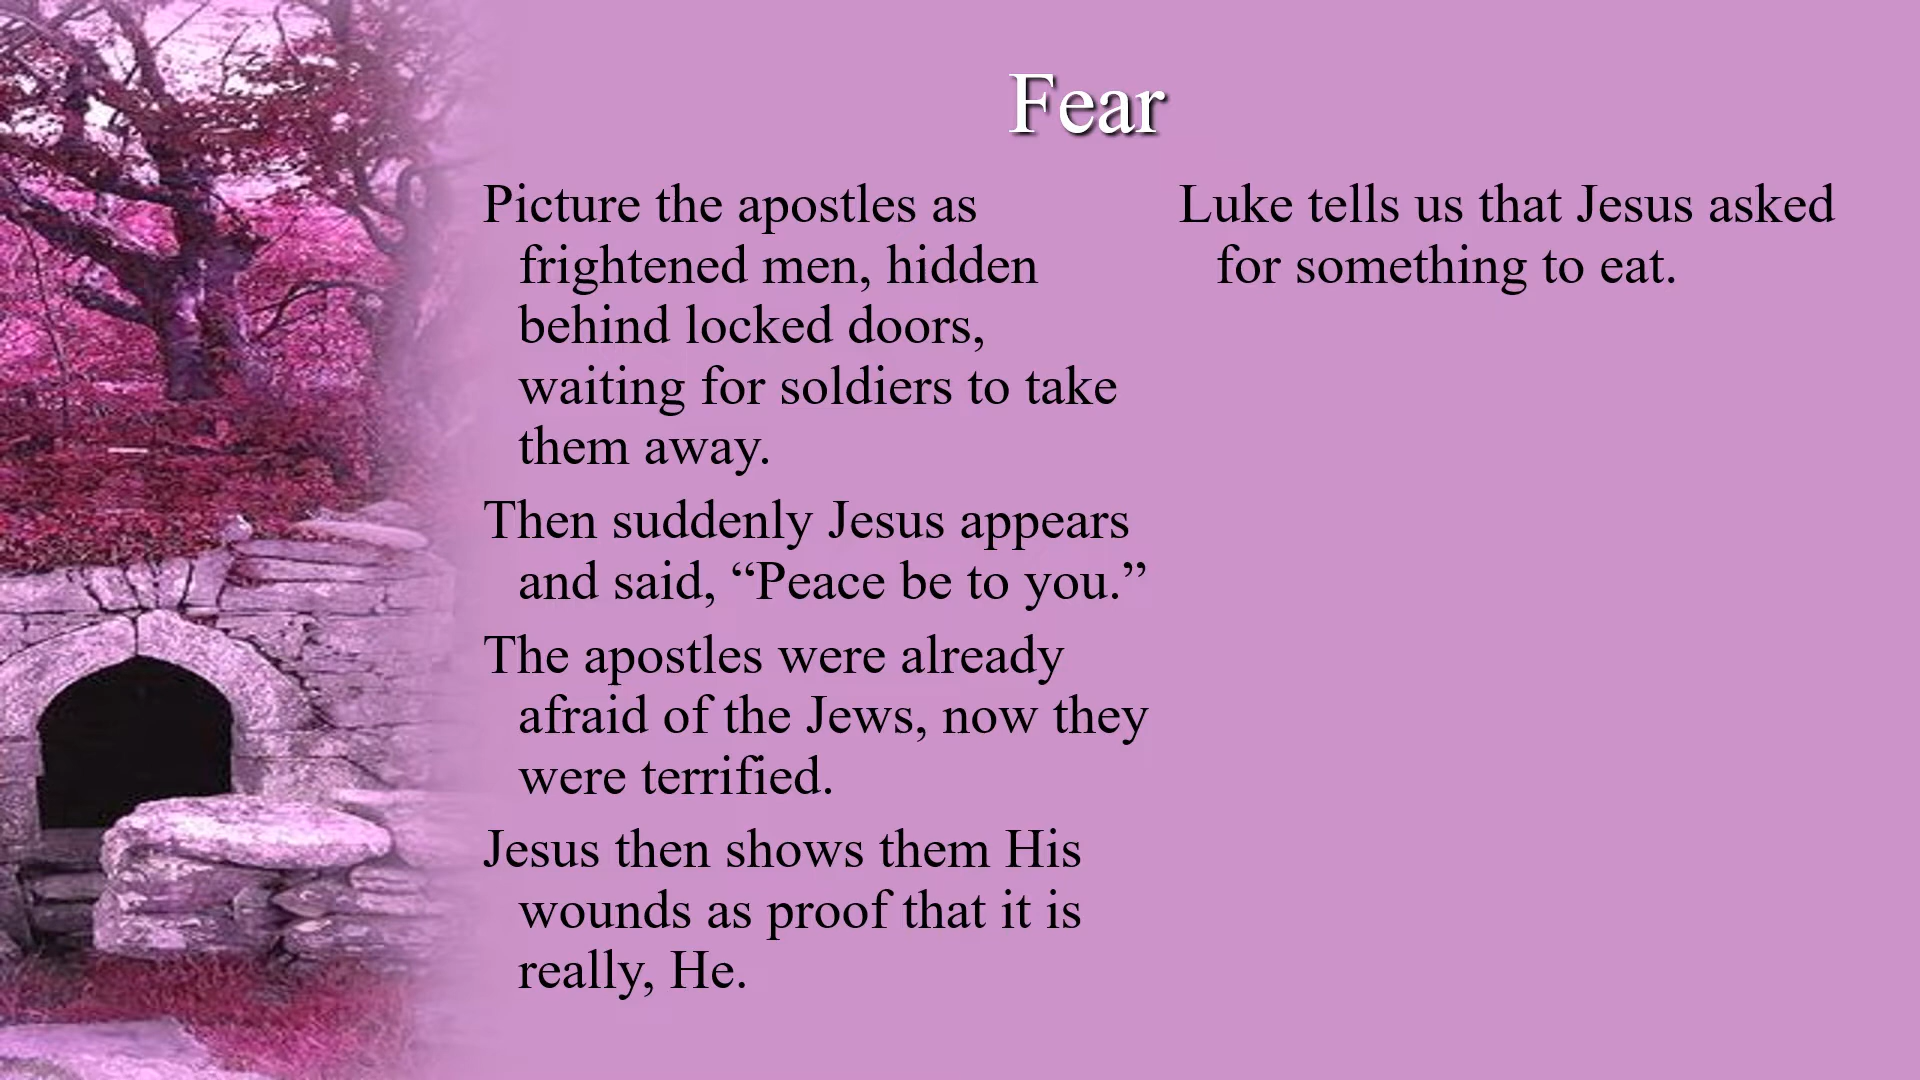 Fear
Picture the apostles as
frightened men, hidden
behind locked doors,
waiting for soldiers to take
them away.
Then suddenly Jesus appears
and said, “Peace be to you.”
The apostles were already
afraid of the Jews, now they
were terrified.
Jesus then shows them His
wounds as proof that it is
really, He.
Luke tells us that Jesus asked
for something to eat.